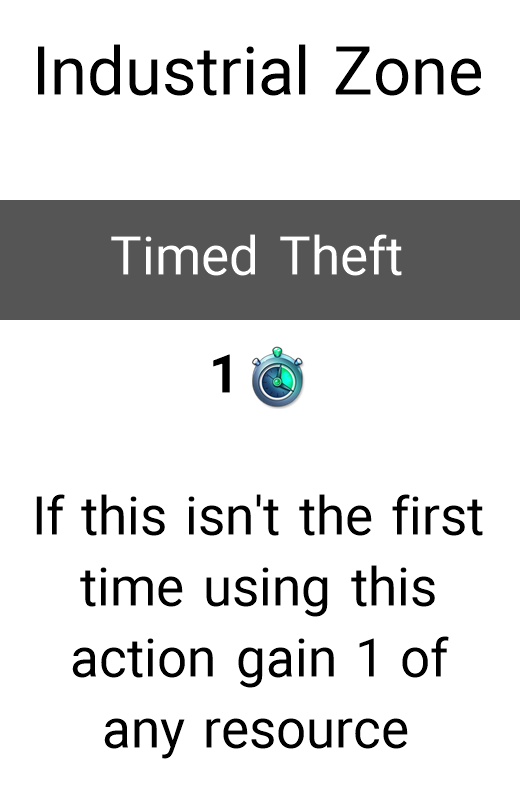 Industrial Zone
Timed Theft
1
If this isn't the first
time using this
action gain 1 of
any resource